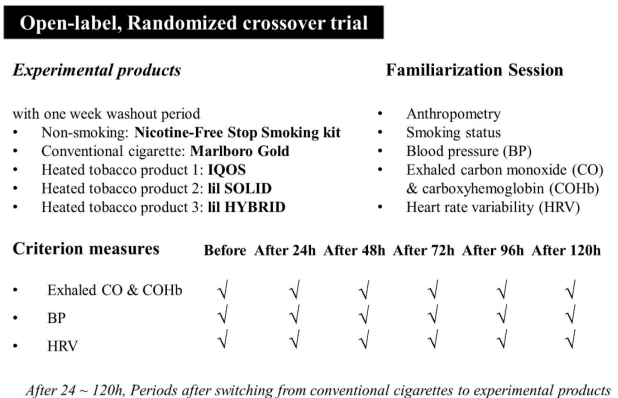 Open-label, Randomized crossover trial
Experimental products
with one week washout period
• Non-smoking: Nicotine-Free Stop Smoking kit
• Conventional cigarette: Marlboro Gold
• Heated tobacco product 1: IQOS
• Heated tobacco product 2: lil SOLID
• Heated tobacco product 3: lil HYBRID
Familiarization Session
• Anthropometry
• Smoking status
• Blood pressure (BP)
• Exhaled carbon monoxide (CO)
& carboxyhemoglobin (COHb)
• Heart rate variability (HRV)
Criterion measures Before After 24h After 48h After 72h After 96h After 120h
• Exhaled CO & COHb √ √ √ √ √ √
• BP √ √ √ √ √ √
• HRV √ √ √ √ √ √
After 24 ~ 120h, Periods after switching from conventional cigarettes to experimental products